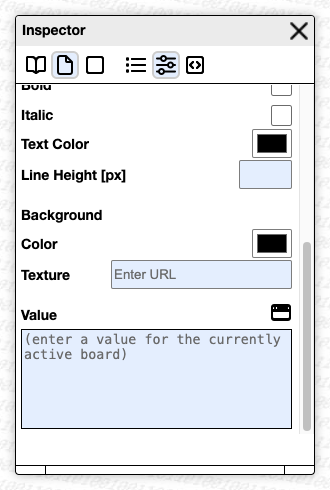 Inspector
Bold
Italic
Text Color
Line Height [px]
Background
Color
Texture
Enter URL
Value
(enter a value for the currently
active board)